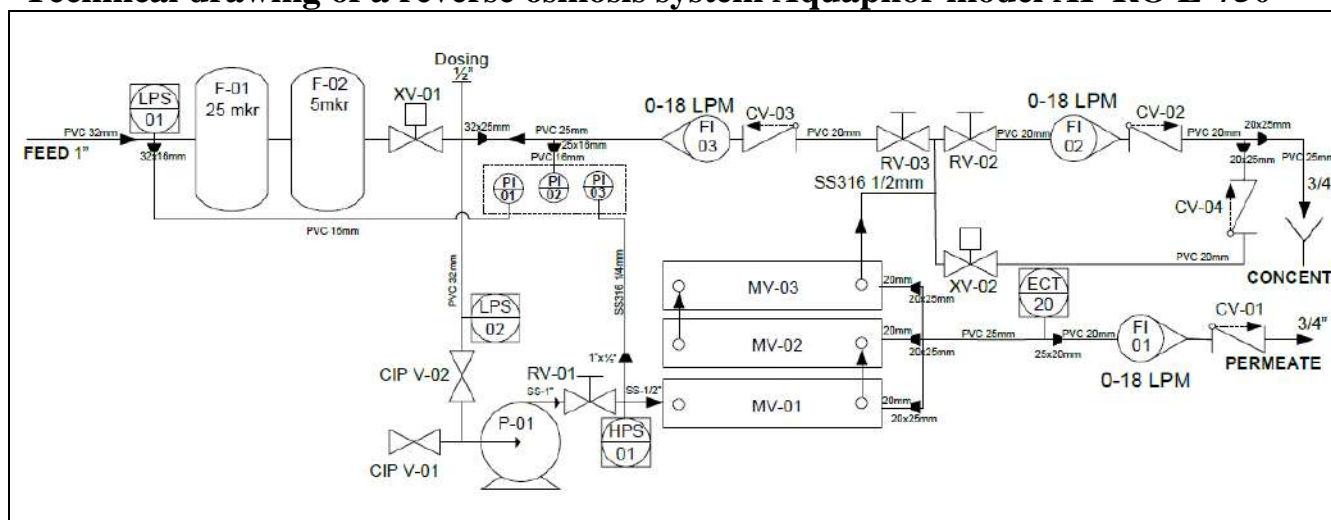 Technical drawing of a reverse osmosis system Aquaphor model AP-RO-L-750
Dosing
½"
F-01
25 mkr
F-02
5mkr
XV-01
LPS
01
PVC 32mm
FEED 1"
32x16mm
32x25mm
PVC 25mm
25x16mm
PVC 16mm
0-18 LPM
FI
03
CV-03
PVC 20mm
RV-03
RV-02
PVC 20mm
0-18 LPM
FI
02
CV-02
PVC 20mm
20x25mm
20x25mm
PVC 25mm
3/4
PI
01
PI
02
PI
03
PVC 16mm
SS316 1/2mm
CV-04
PVC 20mm
XV-02
CONCENT
PVC 32mm
SS316 1/4mm
LPS
02
MV-03
20mm
20x25mm
ECT
20
MV-02
20mm
20x25mm
PVC 25mm
PVC 20mm
25x20mm
FI
01
0-18 LPM
CV-01
3/4"
PERMEATE
CIP V-02
RV-01
1"x½"
SS-1"
SS-1/2"
MV-01
20mm
20x25mm
P-01
HPS
01
CIP V-01